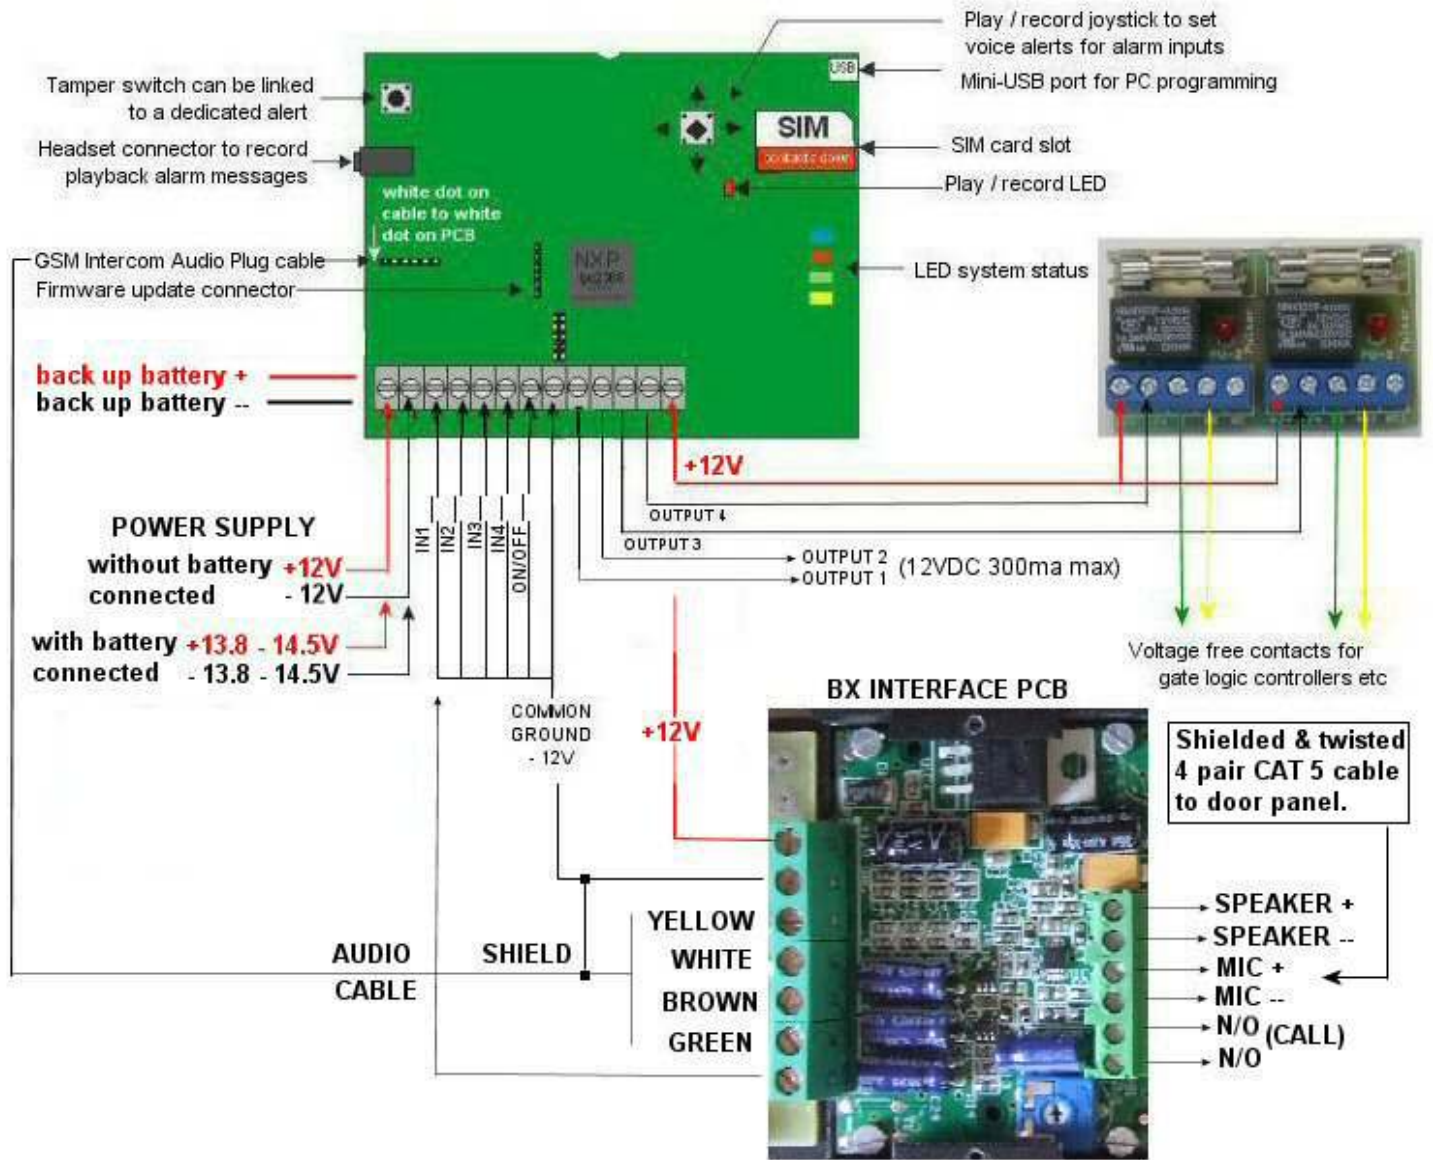 Play / record joystick to set
voice alerts for alarm inputs
USB
Mini-USB port for PC programming
Tamper switch can be linked
to a dedicated alert
SIM
contacts down
SIM card slot
Headset connector to record
playback alarm messages
Play / record LED
white dot on
cable to white
dot on PCB
GSM Intercom Audio Plug cable
NXP
LED system status
Firmware update connector
back up battery +
back up battery --
+12V
OUTPUT 4
POWER SUPPLY
IN1
IN2
IN3
IN4
ON/OFF
OUTPUT 3
without battery +12V
connected - 12V
OUTPUT 2
OUTPUT 1
(12VDC 300ma max)
with battery +13.8 - 14.5V
connected - 13.8 - 14.5V
Voltage free contacts for
gate logic controllers etc
BX INTERFACE PCB
COMMON
GROUND
- 12V
+12V
Shielded & twisted
4 pair CAT 5 cable
to door panel.
YELLOW
WHITE
BROWN
GREEN
AUDIO
CABLE
SHIELD
SPEAKER +
SPEAKER --
MIC +
MIC --
N/O
N/O
(CALL)